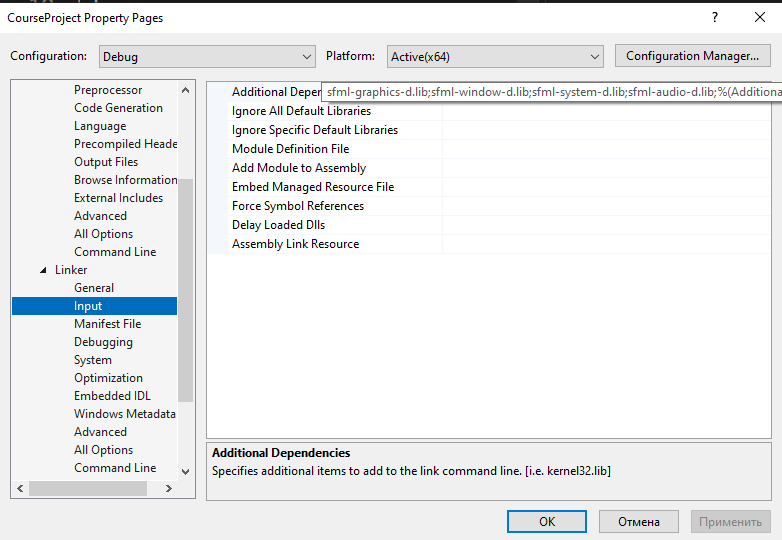 CourseProject Property Pages
?
Configuration:
Debug
Platform:
Active(x64)
Configuration Manager...
Preprocessor
Code Generation
Language
Precompiled Heade
Output Files
Browse Information
External Includes
Advanced
All Options
Command Line
Linker
General
Input
Manifest File
Debugging
System
Optimization
Embedded IDL
Windows Metadata
Advanced
All Options
Command Line
Additional Deper
sfml-graphics-d.lib;sfml-window-d.lib;sfml-system-d.lib;sfml-audio-d.lib;%(Additiona
Ignore All Default Libraries
Ignore Specific Default Libraries
Module Definition File
Add Module to Assembly
Embed Managed Resource File
Force Symbol References
Delay Loaded Dlls
Assembly Link Resource
Additional Dependencies
Specifies additional items to add to the link command line. [i.e. kernel32.lib]
OK
Отмена
Применить